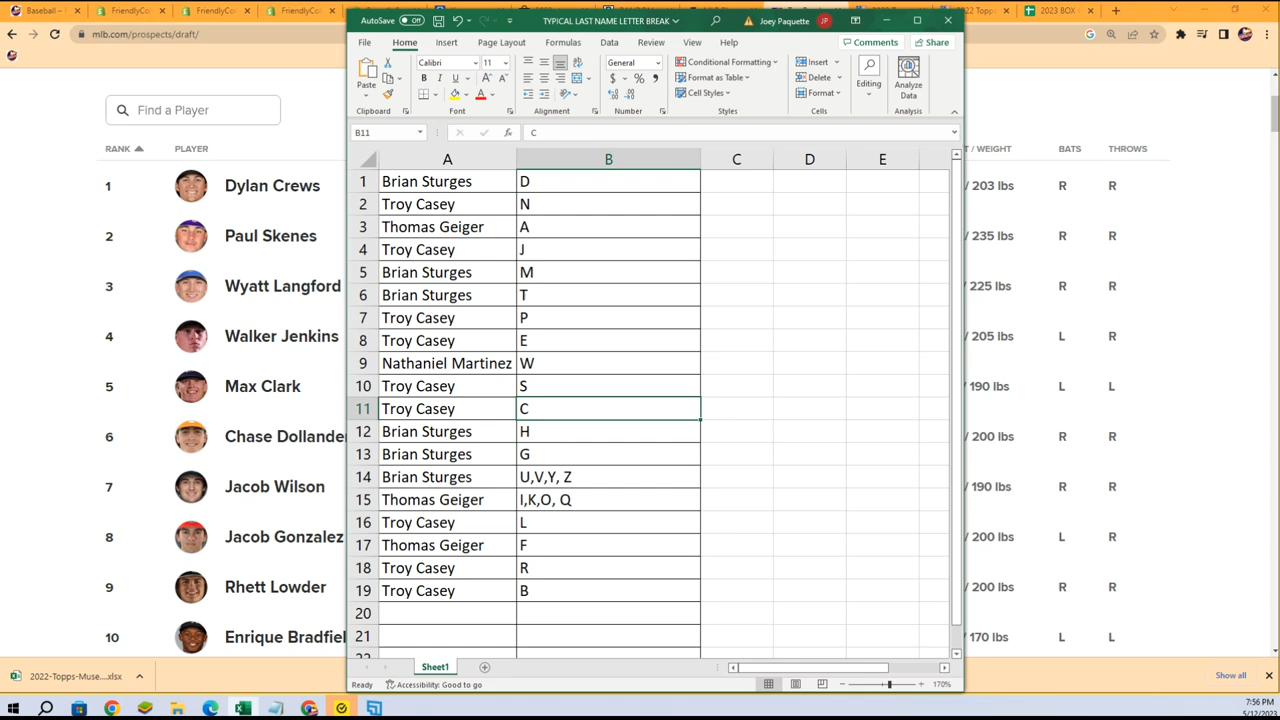 Baseball –
FriendlyCo
FriendlyCo
FriendlyCo
2022 Topps
2023 BOX
mlb.com/prospects/draft/
AutoSave Off
TYPICAL LAST NAME LETTER BREAK
Joey Paquette JP
File Home Insert Page Layout Formulas Data Review View Help Comments Share
Paste
Calibri 11
B I U
General
$ % ,
Conditional Formatting
Format as Table
Cell Styles
Insert
Delete
Format
Editing
Analyze
Data
Clipboard Font Alignment Number Styles Cells Analysis
B11 fx C
A B C D E
1 Brian Sturges D
2 Troy Casey N
3 Thomas Geiger A
4 Troy Casey J
5 Brian Sturges M
6 Brian Sturges T
7 Troy Casey P
8 Troy Casey E
9 Nathaniel Martinez W
10 Troy Casey S
11 Troy Casey C
12 Brian Sturges H
13 Brian Sturges G
14 Brian Sturges U,V,Y, Z
15 Thomas Geiger I,K,O, Q
16 Troy Casey L
17 Thomas Geiger F
18 Troy Casey R
19 Troy Casey B
20
21
Sheet1
Ready Accessibility: Good to go 170%
Find a Player
RANK PLAYER / WEIGHT BATS THROWS
1 Dylan Crews / 203 lbs R R
2 Paul Skenes / 235 lbs R R
3 Wyatt Langford / 225 lbs R R
4 Walker Jenkins / 205 lbs L R
5 Max Clark / 190 lbs L L
6 Chase Dollande / 200 lbs R R
7 Jacob Wilson / 190 lbs R R
8 Jacob Gonzalez / 200 lbs L R
9 Rhett Lowder / 200 lbs R R
10 Enrique Bradfiel / 170 lbs L L
2022-Topps-Muse....xlsx
Show all
7:56 PM
5/12/2023